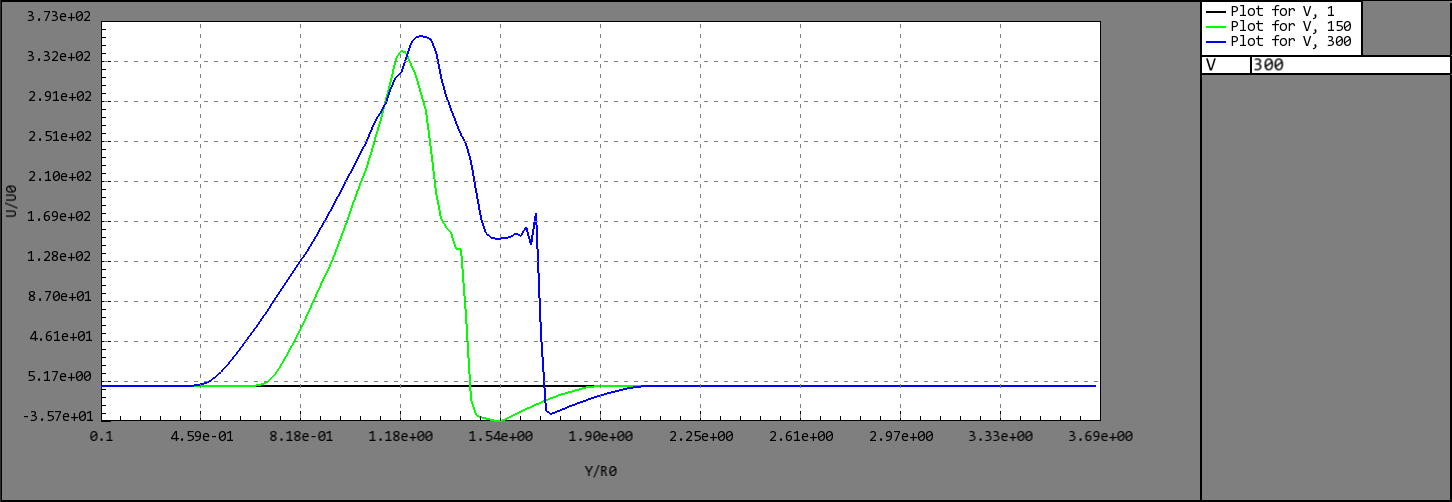 3.73e+02
3.32e+02
2.91e+02
2.51e+02
2.10e+02
1.69e+02
1.28e+02
8.70e+01
4.61e+01
5.17e+00
-3.57e+01
U/U0
0.1 4.59e-01 8.18e-01 1.18e+00 1.54e+00 1.90e+00 2.25e+00 2.61e+00 2.97e+00 3.33e+00 3.69e+00
Y/R0
Plot for V, 1
Plot for V, 150
Plot for V, 300
V 300